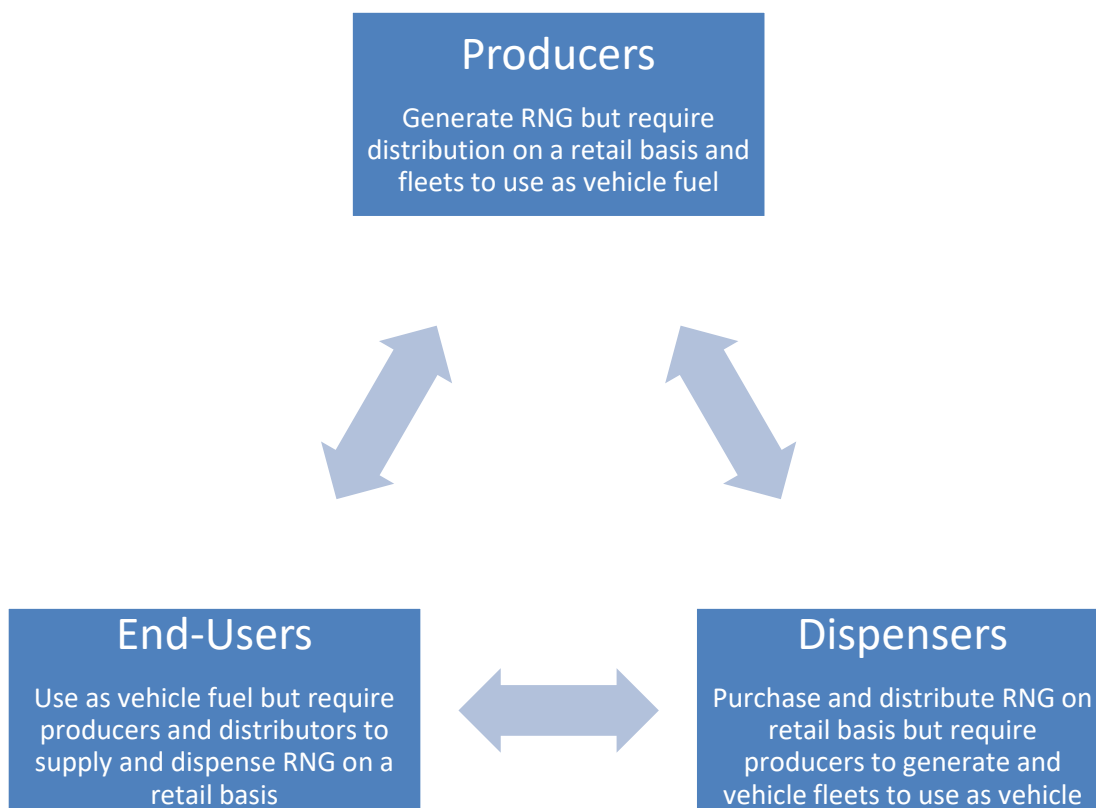 Producers
Generate RNG but require
distribution on a retail basis and
fleets to use as vehicle fuel
End-Users
Use as vehicle fuel but require
producers and distributors to
supply and dispense RNG on a
retail basis
Dispensers
Purchase and distribute RNG on
retail basis but require
producers to generate and
vehicle fleets to use as vehicle